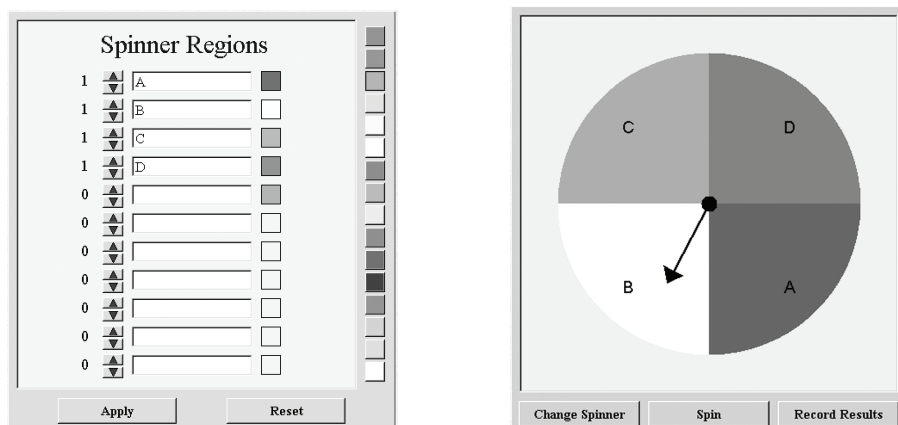 Spinner Regions
1 A
1 B
1 C
1 D
0
0
0
0
0
0
0
Apply Reset
C D
B A
Change Spinner Spin Record Results